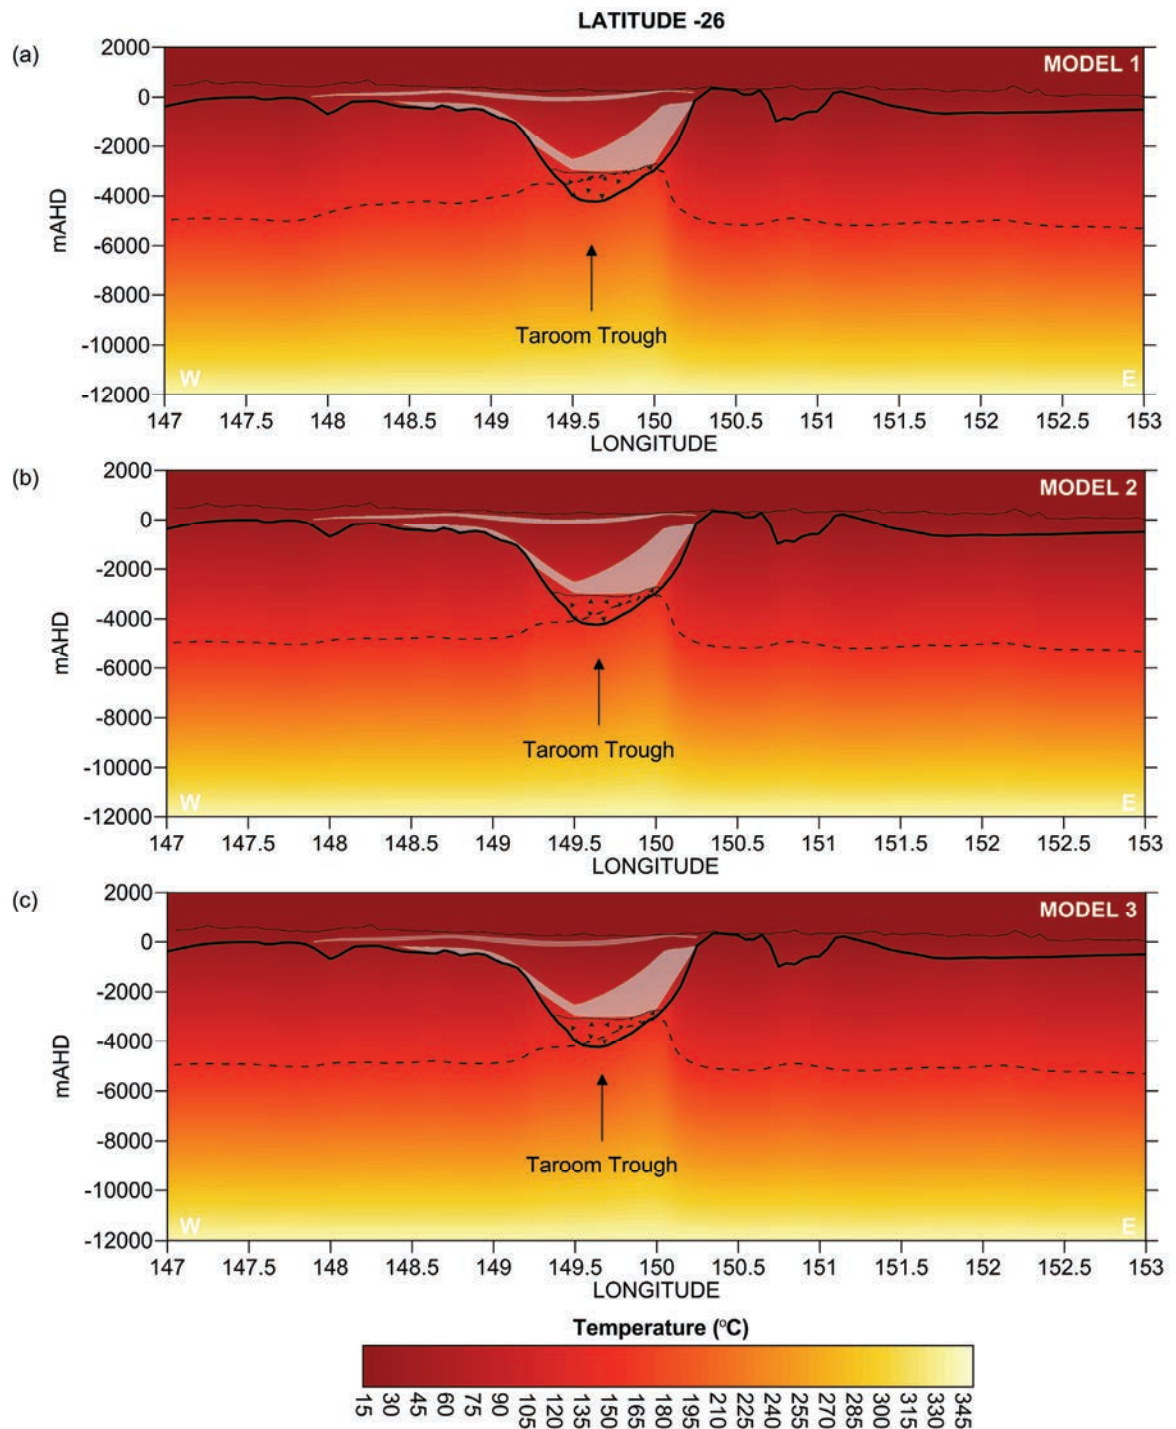 LATITUDE -26
(a)
MODEL 1
2000
0
-2000
-4000
-6000
-8000
-10000
-12000
mAHD
Taroom Trough
W
E
147 147.5 148 148.5 149 149.5 150 150.5 151 151.5 152 152.5 153
LONGITUDE
(b)
MODEL 2
2000
0
-2000
-4000
-6000
-8000
-10000
-12000
mAHD
Taroom Trough
W
E
147 147.5 148 148.5 149 149.5 150 150.5 151 151.5 152 152.5 153
LONGITUDE
(c)
MODEL 3
2000
0
-2000
-4000
-6000
-8000
-10000
-12000
mAHD
Taroom Trough
W
E
147 147.5 148 148.5 149 149.5 150 150.5 151 151.5 152 152.5 153
LONGITUDE
Temperature (°C)
15 30 45 60 75 90 105 120 135 150 165 180 195 210 225 240 255 270 285 300 315 330 345